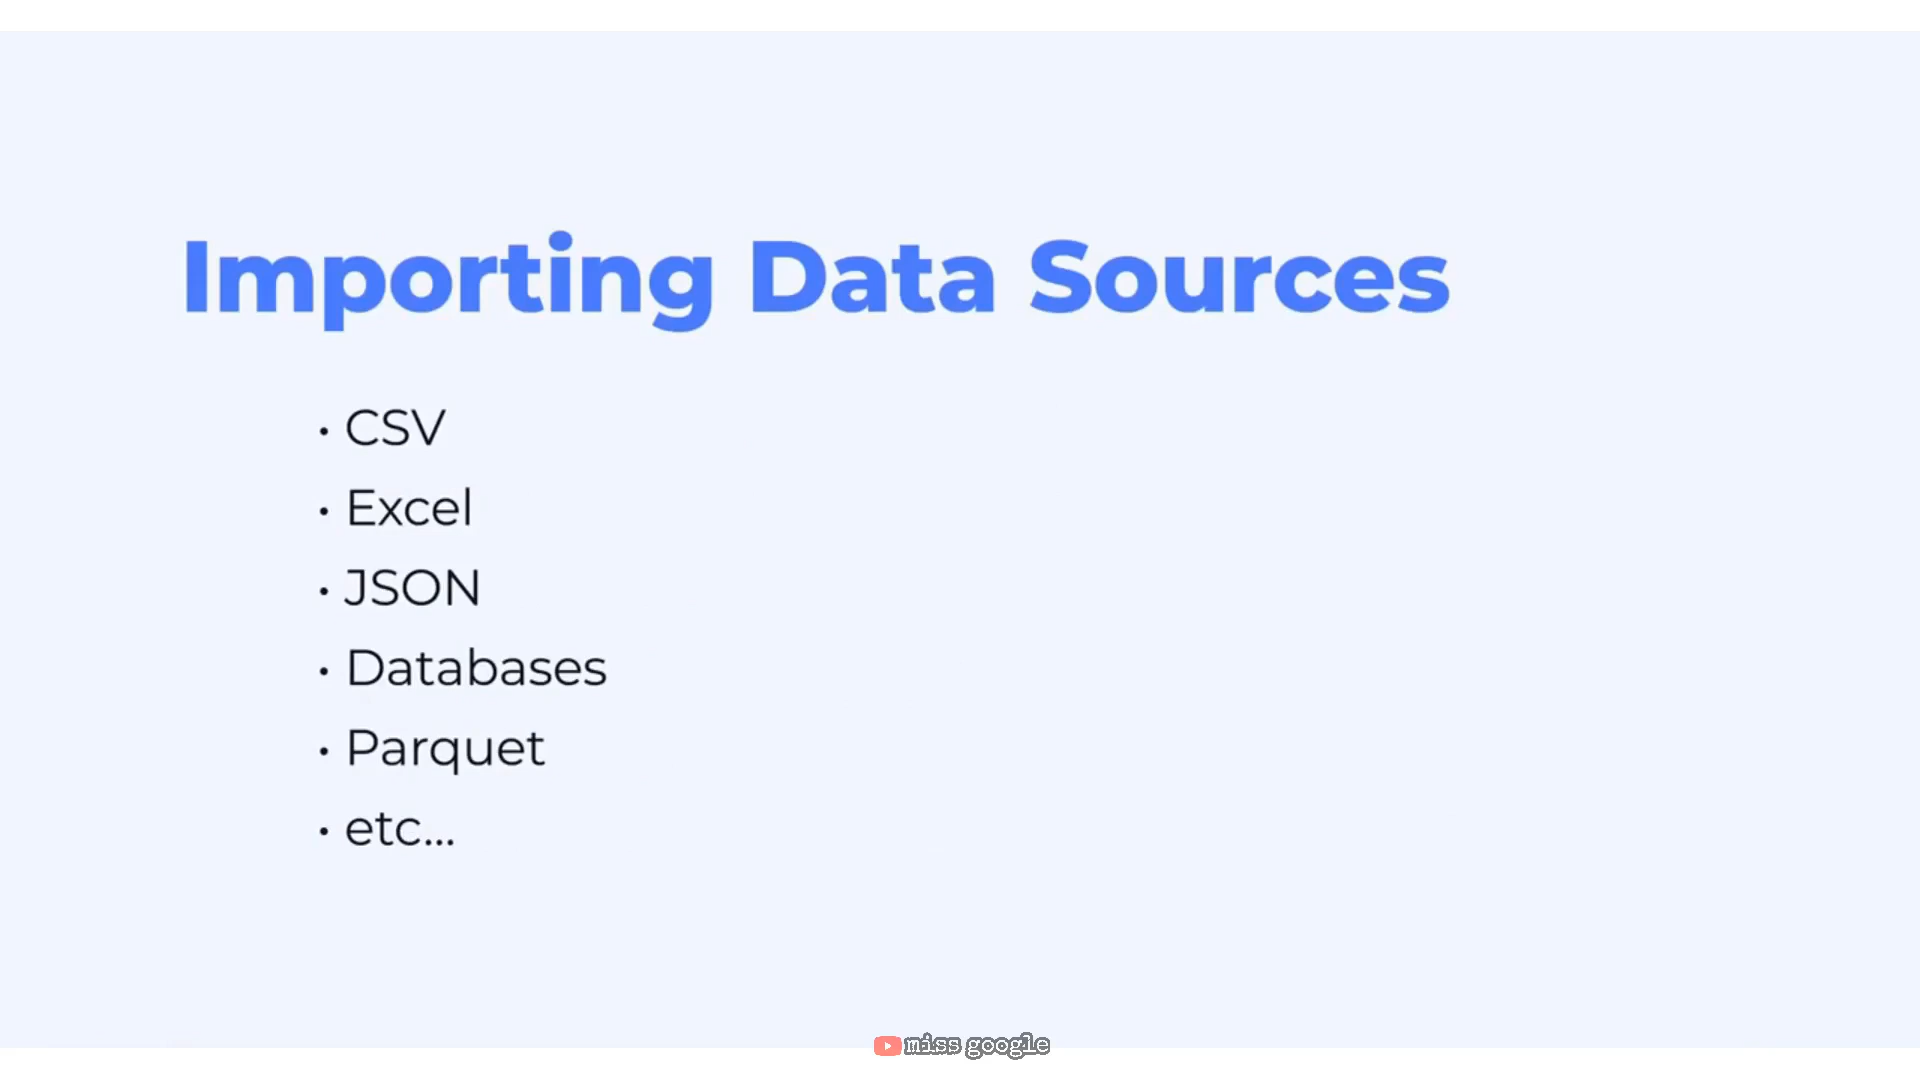 Importing Data Sources
• CSV
• Excel
• JSON
• Databases
• Parquet
• etc...
miss google